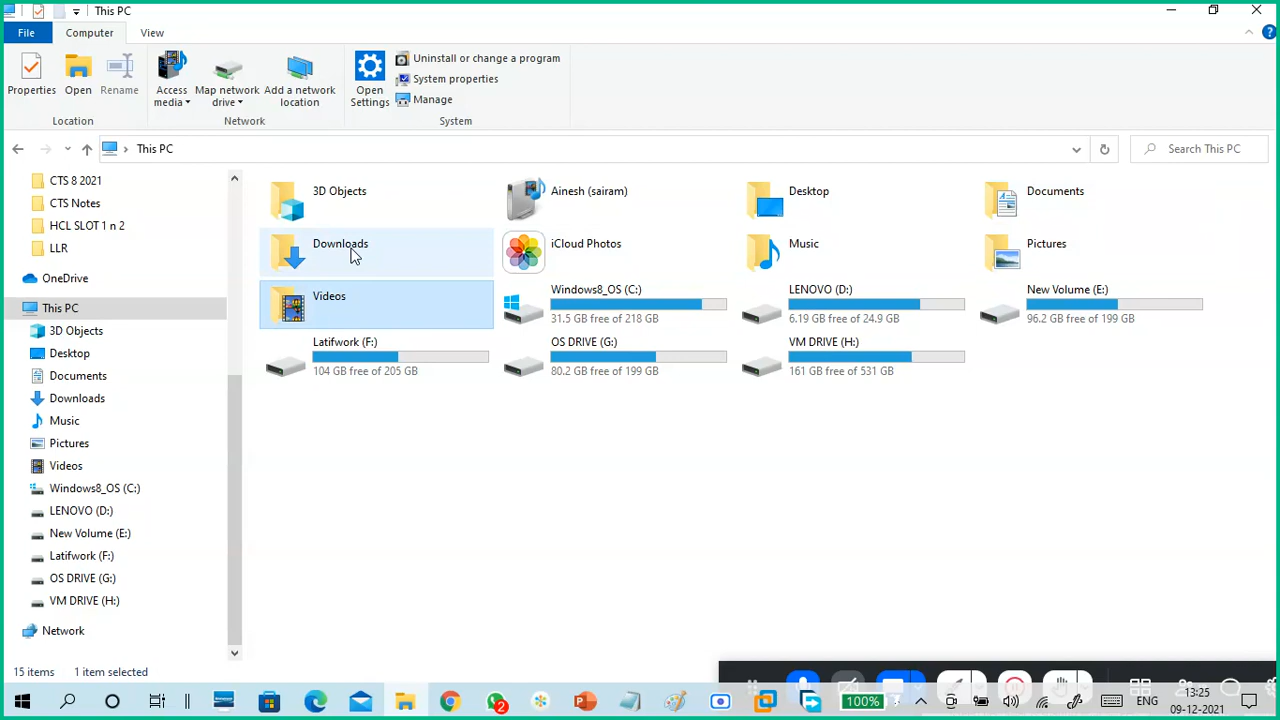 This PC
File Computer View
Properties Open Rename
Access media Map network drive Add a network location
Open Settings
Uninstall or change a program
System properties
Manage
Location Network System
This PC
Search This PC
CTS 8 2021
CTS Notes
HCL SLOT 1 n 2
LLR
OneDrive
This PC
3D Objects
Desktop
Documents
Downloads
Music
Pictures
Videos
Windows8_OS (C:)
LENOVO (D:)
New Volume (E:)
Latifwork (F:)
OS DRIVE (G:)
VM DRIVE (H:)
Network
3D Objects Ainesh (sairam) Desktop Documents
Downloads iCloud Photos Music Pictures
Videos
Windows8_OS (C:)
31.5 GB free of 218 GB
LENOVO (D:)
6.19 GB free of 24.9 GB
New Volume (E:)
96.2 GB free of 199 GB
Latifwork (F:)
104 GB free of 205 GB
OS DRIVE (G:)
80.2 GB free of 199 GB
VM DRIVE (H:)
161 GB free of 531 GB
15 items 1 item selected
2
100%
ENG
13:25
09-12-2021